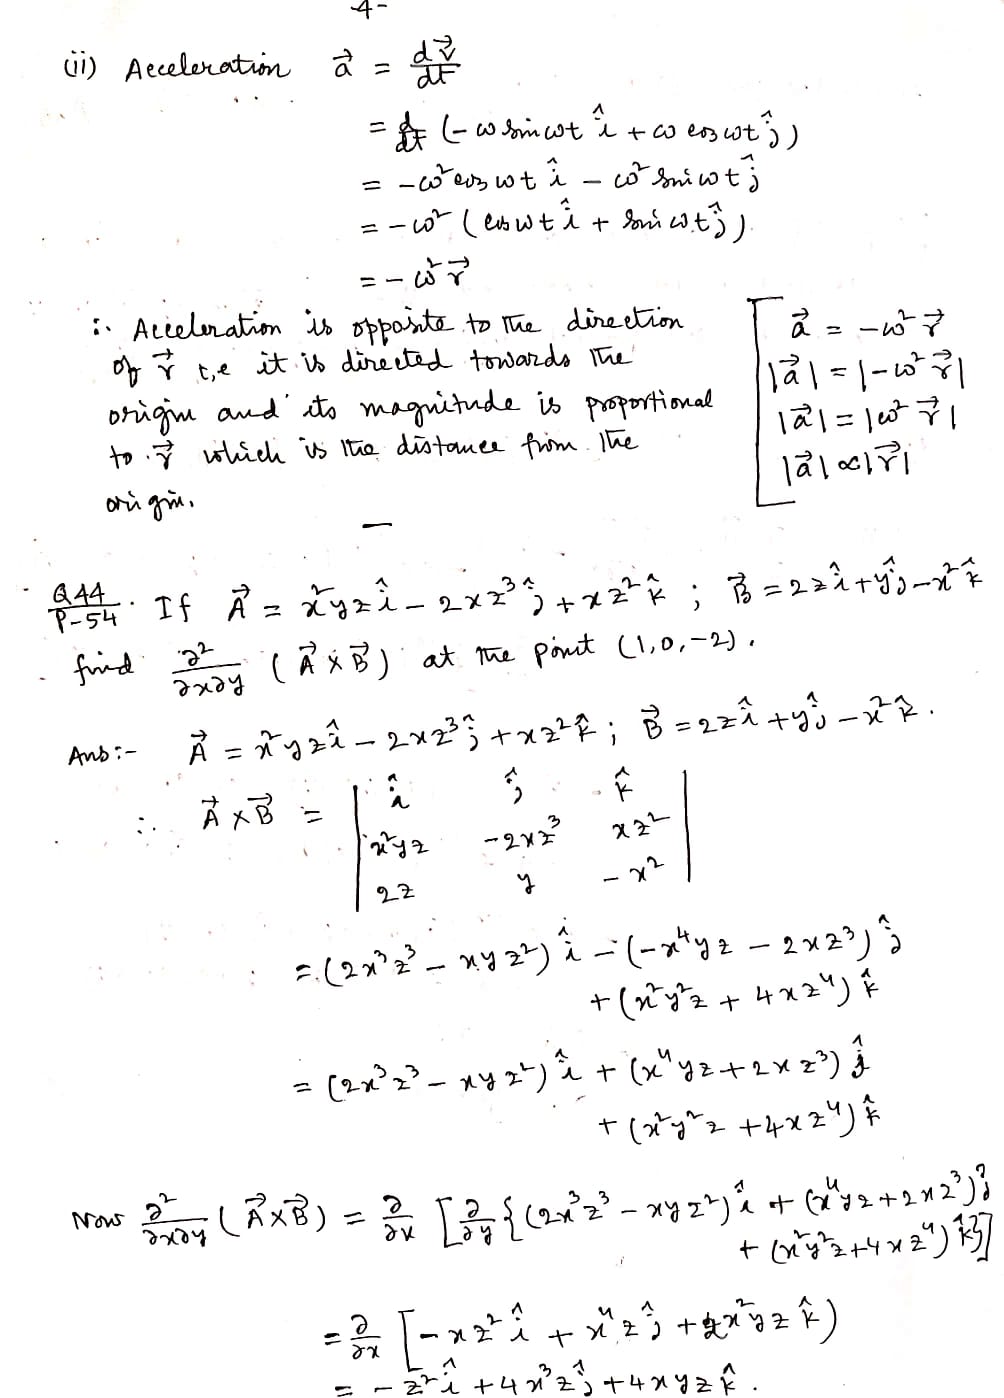 -4-
(ii) Acceleration $\vec{a} = \frac{d\vec{v}}{dt}$
$= \frac{d}{dt} (-\omega \sin \omega t \hat{i} + \omega \cos \omega t \hat{j})$
$= -\omega^2 \cos \omega t \hat{i} - \omega^2 \sin \omega t \hat{j}$
$= -\omega^2 (\cos \omega t \hat{i} + \sin \omega t \hat{j})$
$= -\omega^2 \vec{r}$
∴ Acceleration is opposite to the direction
of $\vec{r}$ i,e it is directed towards the
origin and its magnitude is proportional
to $\vec{r}$ which is the distance from the
origin.
$\vec{a} = -\omega^2 \vec{r}$
$|\vec{a}| = |-\omega^2 \vec{r}|$
$|\vec{a}| = |\omega^2 \vec{r}|$
$|\vec{a}| \propto |\vec{r}|$
Q44/P-54. If $\vec{A} = x^2yz\hat{i} - 2xz^3\hat{j} + xz^2\hat{k}$ ; $\vec{B} = 2z\hat{i} + y\hat{j} - x^2\hat{k}$
find $\frac{\partial^2}{\partial x \partial y} (\vec{A} \times \vec{B})$ at the point (1,0,-2).
Ans:- $\vec{A} = x^2yz\hat{i} - 2xz^3\hat{j} + xz^2\hat{k}$ ; $\vec{B} = 2z\hat{i} + y\hat{j} - x^2\hat{k}$.
∴ $\vec{A} \times \vec{B} = \begin{vmatrix} \hat{i} & \hat{j} & \hat{k} \\ x^2yz & -2xz^3 & xz^2 \\ 2z & y & -x^2 \end{vmatrix}$
$= (2x^3z^3 - xyz^2)\hat{i} - (-x^4yz - 2xz^3)\hat{j}$
$+ (x^2y^2z + 4xz^4)\hat{k}$
$= (2x^3z^3 - xyz^2)\hat{i} + (x^4yz + 2xz^3)\hat{j}$
$+ (x^2y^2z + 4xz^4)\hat{k}$
Now $\frac{\partial^2}{\partial x \partial y} (\vec{A} \times \vec{B}) = \frac{\partial}{\partial x} [\frac{\partial}{\partial y} \{(2x^3z^3 - xyz^2)\hat{i} + (x^4yz + 2xz^3)\hat{j}$
$+ (x^2y^2z + 4xz^4)\hat{k}\}]$
$= \frac{\partial}{\partial x} [-xz^2\hat{i} + x^4z\hat{j} + 2x^2yz\hat{k})$
$= -z^2\hat{i} + 4x^3z\hat{j} + 4xyz\hat{k}$.